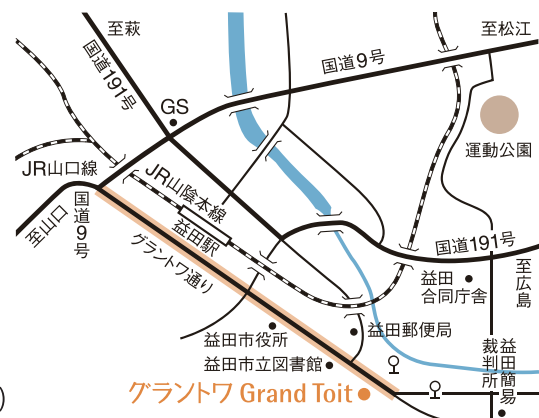 至萩
至松江
国道191号
国道9号
GS
運動公園
JR山口線
JR山陰本線
至山口
国道9号
益田駅
グラントワ通り
国道191号
至広島
益田
合同庁舎
益田市役所
益田郵便局
益田市立図書館
益田簡易
裁判所
グラントワ Grand Toit
)